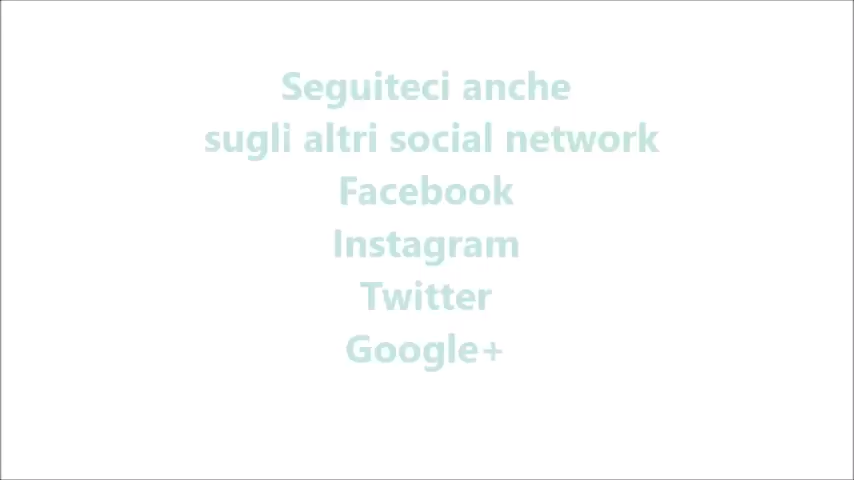 Seguiteci anche
sugli altri social network
Facebook
Instagram
Twitter
Google+